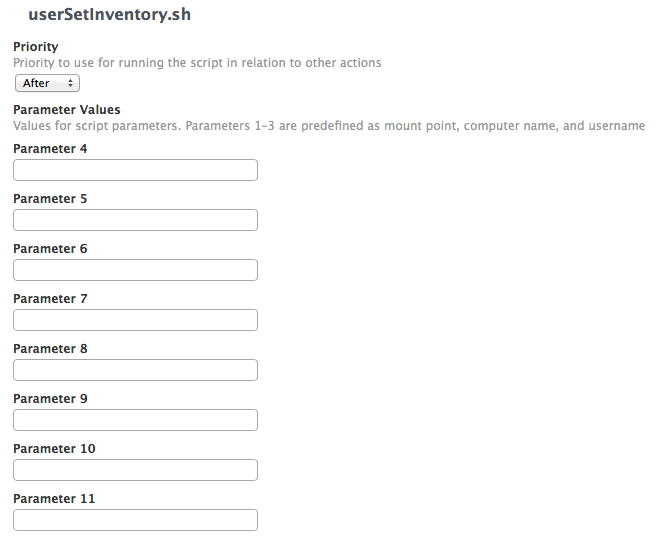 userSetInventory.sh
Priority
Priority to use for running the script in relation to other actions
After
Parameter Values
Values for script parameters. Parameters 1–3 are predefined as mount point, computer name, and username
Parameter 4
Parameter 5
Parameter 6
Parameter 7
Parameter 8
Parameter 9
Parameter 10
Parameter 11